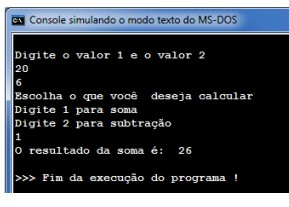 Console simulando o modo texto do MS-DOS
Digite o valor 1 e o valor 2
20
6
Escolha o que você deseja calcular
Digite 1 para soma
Digite 2 para subtração
1
O resultado da soma é: 26
>>> Fim da execução do programa !